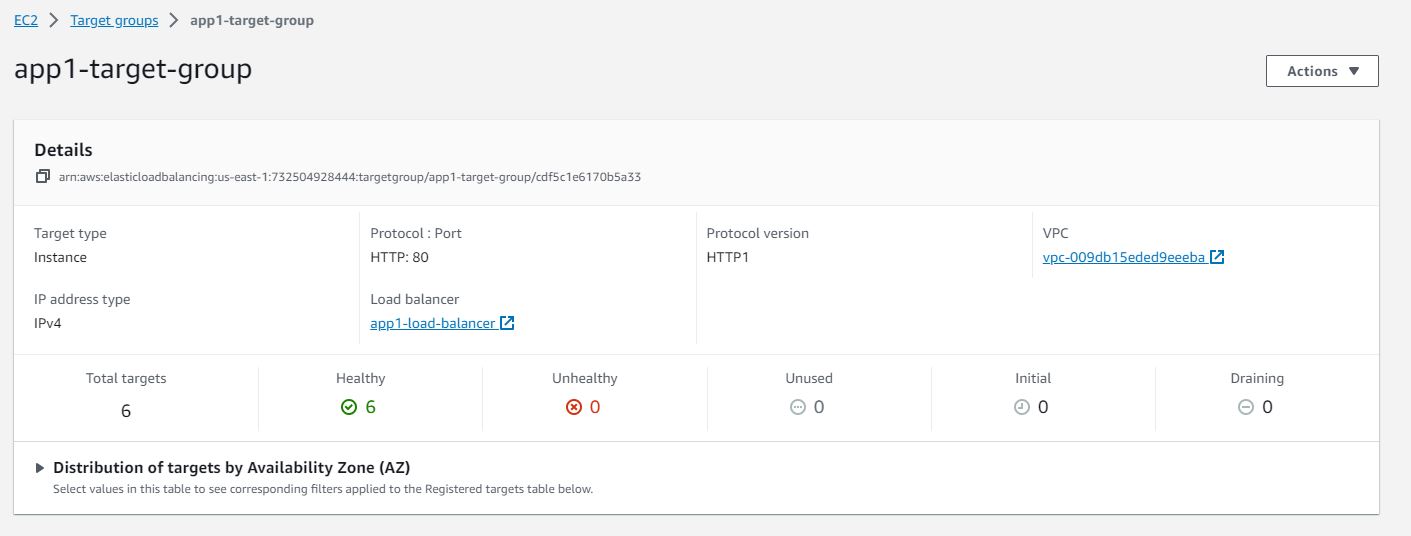 EC2 > Target groups > app1-target-group
app1-target-group
Actions
Details
arn:aws:elasticloadbalancing:us-east-1:732504928444:targetgroup/app1-target-group/cdf5c1e6170b5a33
Target type
Instance
Protocol : Port
HTTP: 80
Protocol version
HTTP1
VPC
vpc-009db15eded9eeeba
IP address type
IPv4
Load balancer
app1-load-balancer
Total targets
6
Healthy
6
Unhealthy
0
Unused
0
Initial
0
Draining
0
Distribution of targets by Availability Zone (AZ)
Select values in this table to see corresponding filters applied to the Registered targets table below.